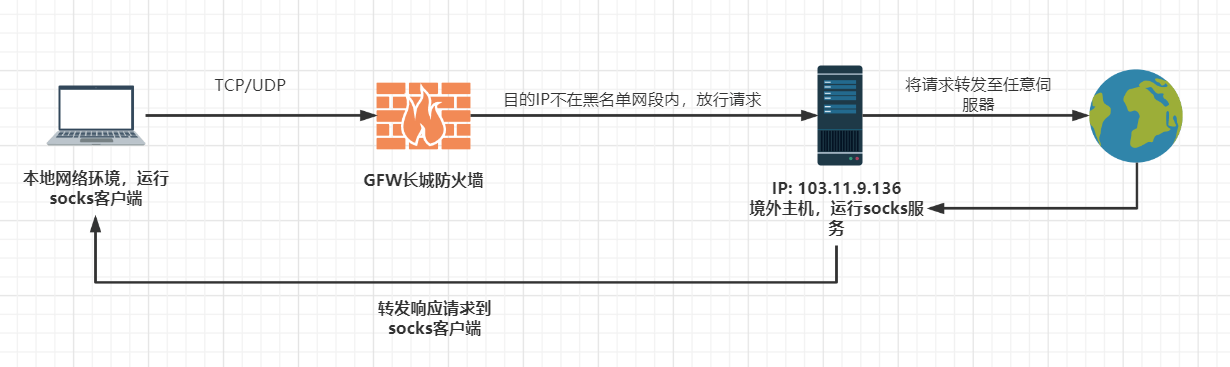 TCP/UDP
目的IP不在黑名单网段内，放行请求
将请求转发至任意伺
服器
本地网络环境，运行
socks客户端
GFW长城防火墙
IP: 103.11.9.136
境外主机，运行socks服
务
转发响应请求到
socks客户端